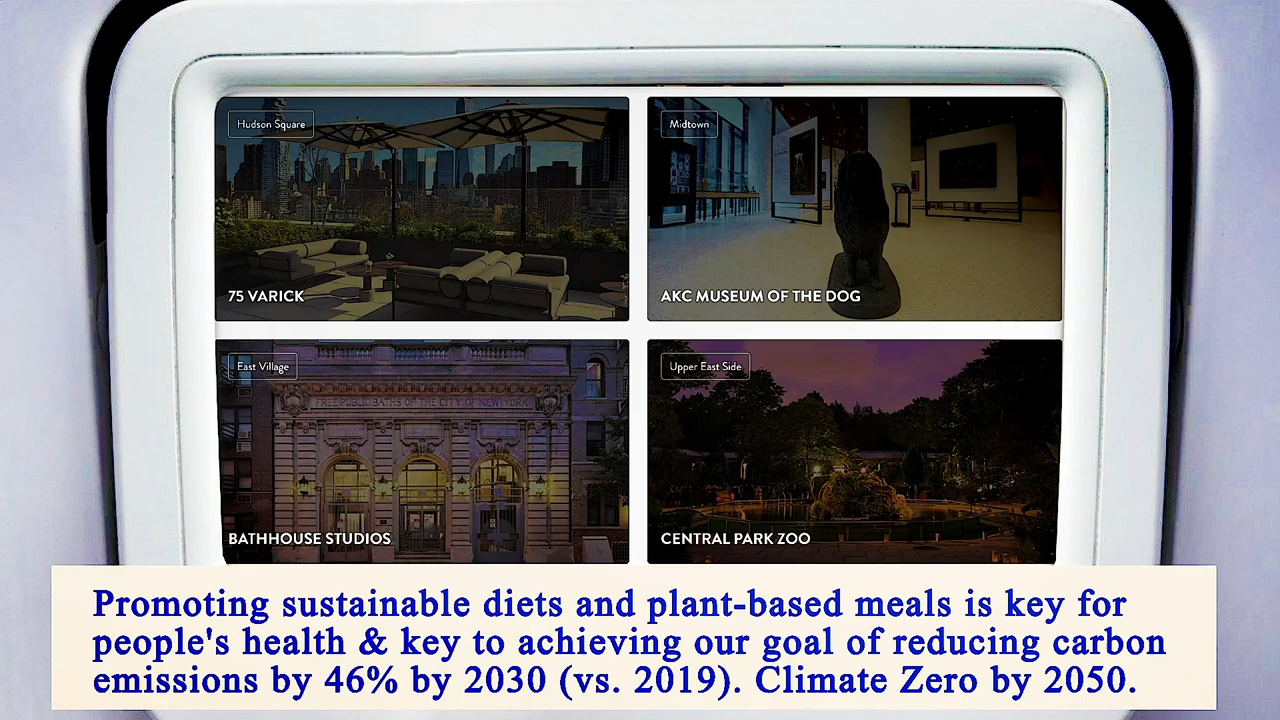 Hudson Square
75 VARICK
Midtown
AKC MUSEUM OF THE DOG
East Village
FREE PUBLIC BATHS OF THE CITY OF NEW YORK
BATHHOUSE STUDIOS
Upper East Side
CENTRAL PARK ZOO
Promoting sustainable diets and plant-based meals is key for
people's health & key to achieving our goal of reducing carbon
emissions by 46% by 2030 (vs. 2019). Climate Zero by 2050.